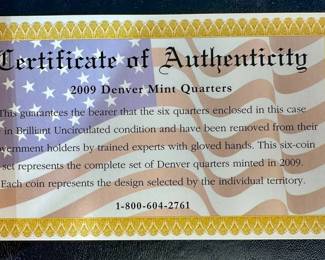 Certificate of Authenticity
2009 Denver Mint Quarters
This guarantees the bearer that the six quarters enclosed in this case
in Brilliant Uncirculated condition and have been removed from their
vernment holders by trained experts with gloved hands. This six-coin
set represents the complete set of Denver quarters minted in 2009.
Each coin represents the design selected by the individual territory.
1-800-604-2761